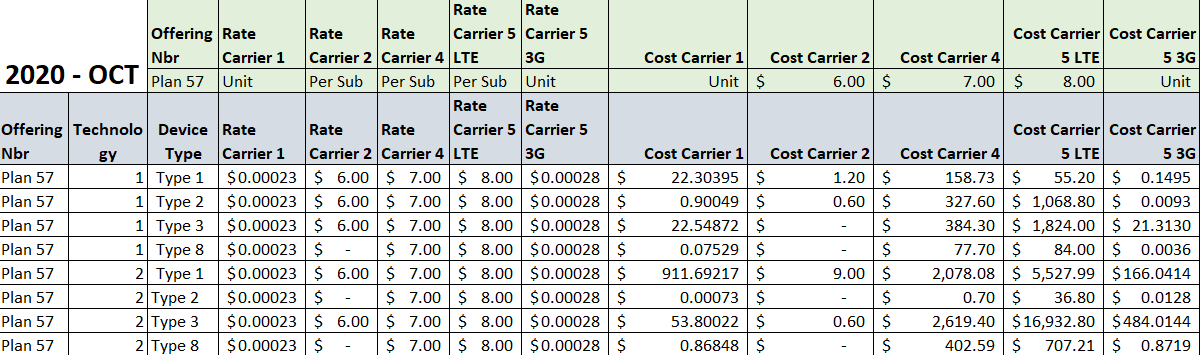 2020 - OCT
Offering Nbr Rate Carrier 1 Rate Carrier 2 Rate Carrier 4 Rate Carrier 5 LTE Rate Carrier 5 3G Cost Carrier 1 Cost Carrier 2 Cost Carrier 4 Cost Carrier 5 LTE Cost Carrier 5 3G
Plan 57 Unit Per Sub Per Sub Per Sub Unit Unit $ 6.00 $ 7.00 $ 8.00 Unit
Offering Nbr Technology Device Type Rate Carrier 1 Rate Carrier 2 Rate Carrier 4 Rate Carrier 5 LTE Rate Carrier 5 3G Cost Carrier 1 Cost Carrier 2 Cost Carrier 4 Cost Carrier 5 LTE Cost Carrier 5 3G
Plan 57 1 Type 1 $0.00023 $ 6.00 $ 7.00 $ 8.00 $0.00028 $ 22.30395 $ 1.20 $ 158.73 $ 55.20 $ 0.1495
Plan 57 1 Type 2 $0.00023 $ 6.00 $ 7.00 $ 8.00 $0.00028 $ 0.90049 $ 0.60 $ 327.60 $ 1,068.80 $ 0.0093
Plan 57 1 Type 3 $0.00023 $ 6.00 $ 7.00 $ 8.00 $0.00028 $ 22.54872 $ - $ 384.30 $ 1,824.00 $ 21.3130
Plan 57 1 Type 8 $0.00023 $ - $ 7.00 $ 8.00 $0.00028 $ 0.07529 $ - $ 77.70 $ 84.00 $ 0.0036
Plan 57 2 Type 1 $0.00023 $ 6.00 $ 7.00 $ 8.00 $0.00028 $ 911.69217 $ 9.00 $ 2,078.08 $ 5,527.99 $166.0414
Plan 57 2 Type 2 $0.00023 $ - $ 7.00 $ 8.00 $0.00028 $ 0.00073 $ - $ 0.70 $ 36.80 $ 0.0128
Plan 57 2 Type 3 $0.00023 $ 6.00 $ 7.00 $ 8.00 $0.00028 $ 53.80022 $ 0.60 $ 2,619.40 $16,932.80 $484.0144
Plan 57 2 Type 8 $0.00023 $ - $ 7.00 $ 8.00 $0.00028 $ 0.86848 $ - $ 402.59 $ 707.21 $ 0.8719